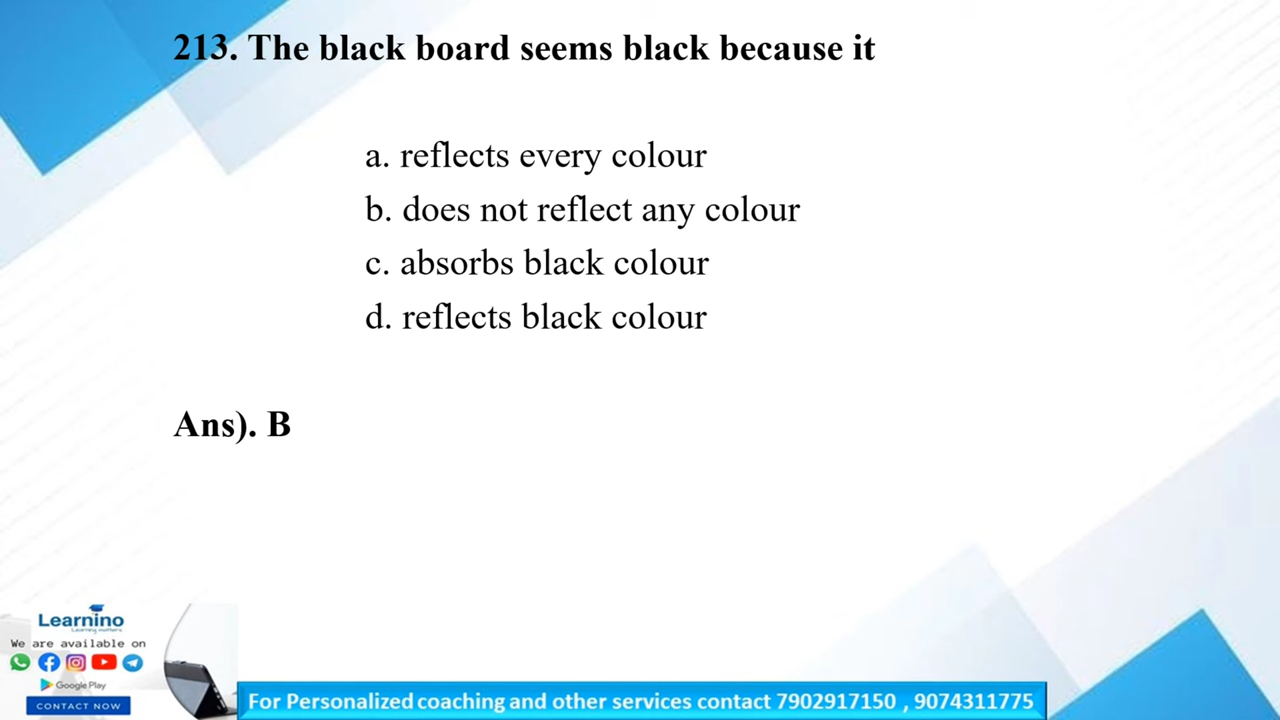 213. The black board seems black because it
a. reflects every colour
b. does not reflect any colour
c. absorbs black colour
d. reflects black colour
Ans). B
Learnino
Learning matters
We are available on
Google Play
CONTACT NOW
For Personalized coaching and other services contact 7902917150 , 9074311775